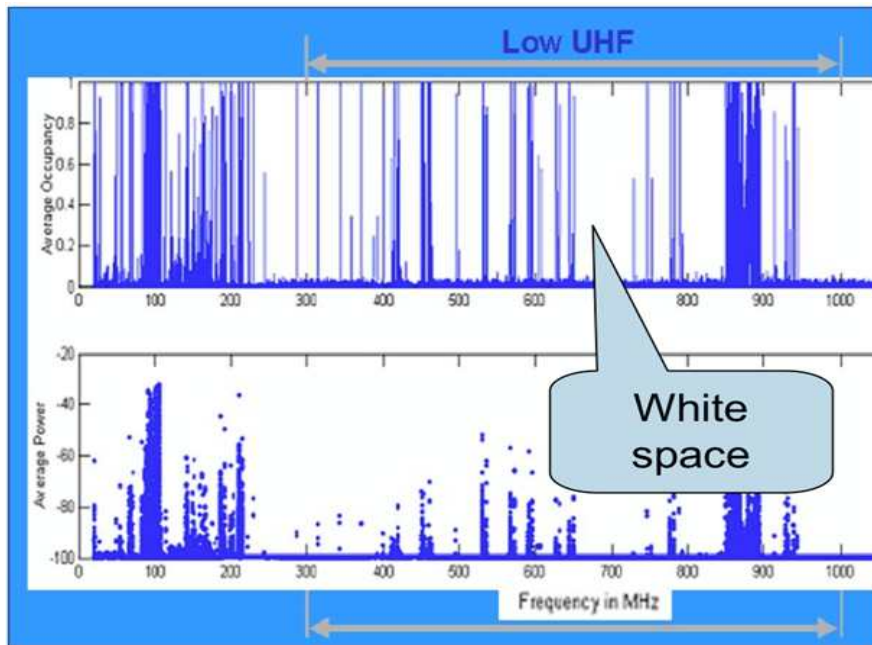 Low UHF
Average Occupancy
1
0.8
0.6
0.4
0.2
0
0 100 200 300 400 500 600 700 800 900 1000
White
space
Average Power
-20
-40
-60
-80
-100
0 100 200 300 400 500 600 700 800 900 1000
Frequency in MHz